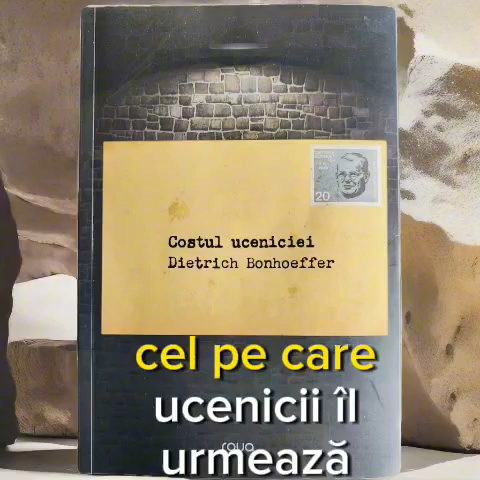 20
Costul uceniciei
Dietrich Bonhoeffer
cel pe care
ucenicii îl
urmează